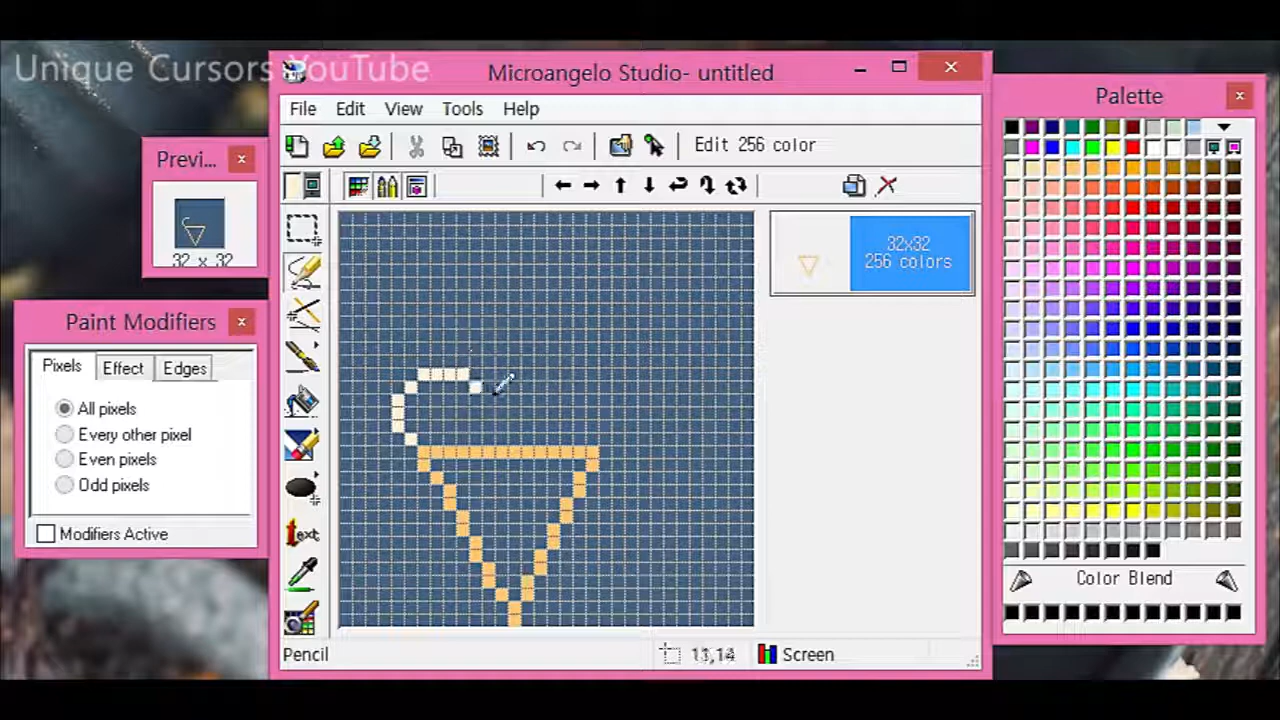 Unique Cursors YouTube
Microangelo Studio- untitled
File Edit View Tools Help
Edit 256 color
Previ...
32 x 32
Paint Modifiers
Pixels Effect Edges
All pixels
Every other pixel
Even pixels
Odd pixels
Modifiers Active
text
32x32
256 colors
Pencil
11,14
Screen
Palette
Color Blend